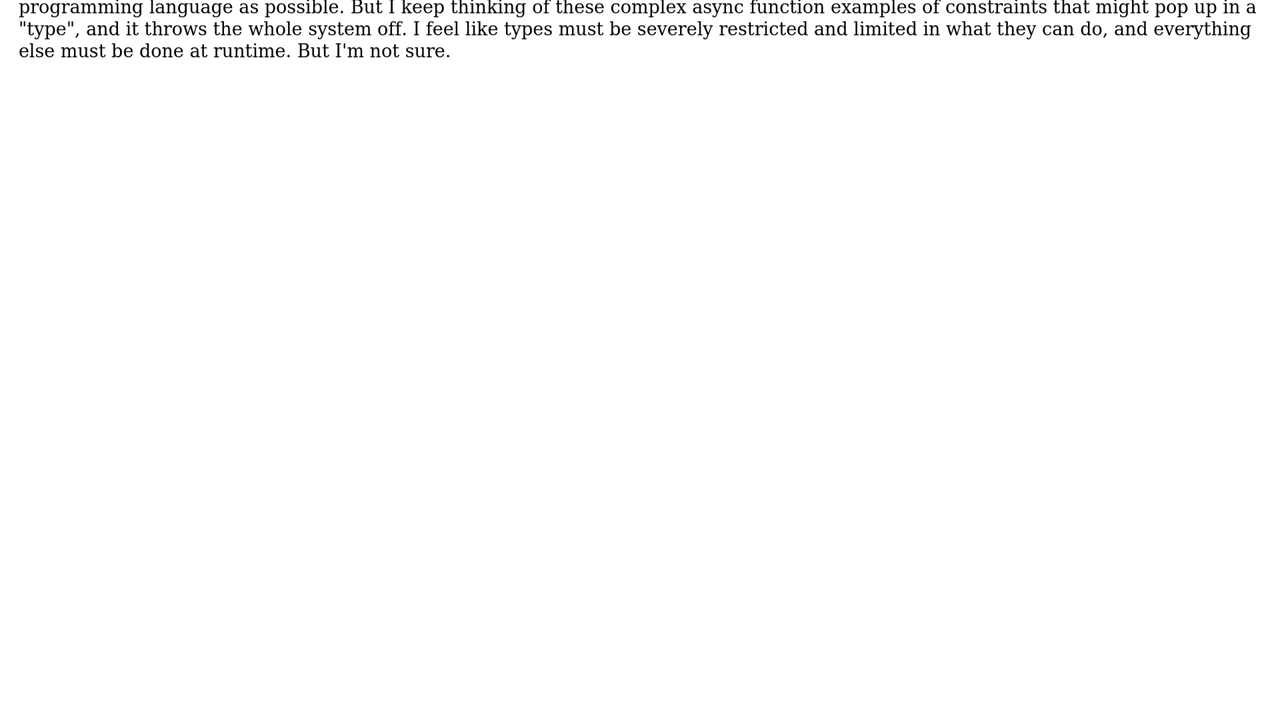 programming language as possible. But I keep thinking of these complex async function examples of constraints that might pop up in a
"type", and it throws the whole system off. I feel like types must be severely restricted and limited in what they can do, and everything
else must be done at runtime. But I'm not sure.